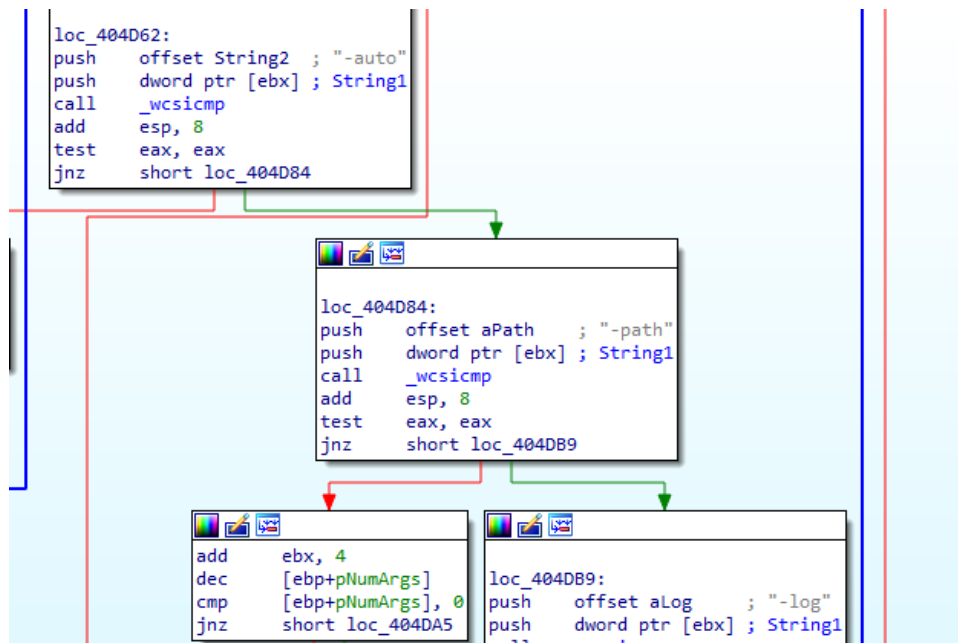 loc_404D62:
push offset String2 ; "-auto"
push dword ptr [ebx] ; String1
call _wcsicmp
add esp, 8
test eax, eax
jnz short loc_404D84
loc_404D84:
push offset aPath ; "-path"
push dword ptr [ebx] ; String1
call _wcsicmp
add esp, 8
test eax, eax
jnz short loc_404DB9
add ebx, 4
dec [ebp+pNumArgs]
cmp [ebp+pNumArgs], 0
jnz short loc_404DA5
loc_404DB9:
push offset aLog ; "-log"
push dword ptr [ebx] ; String1